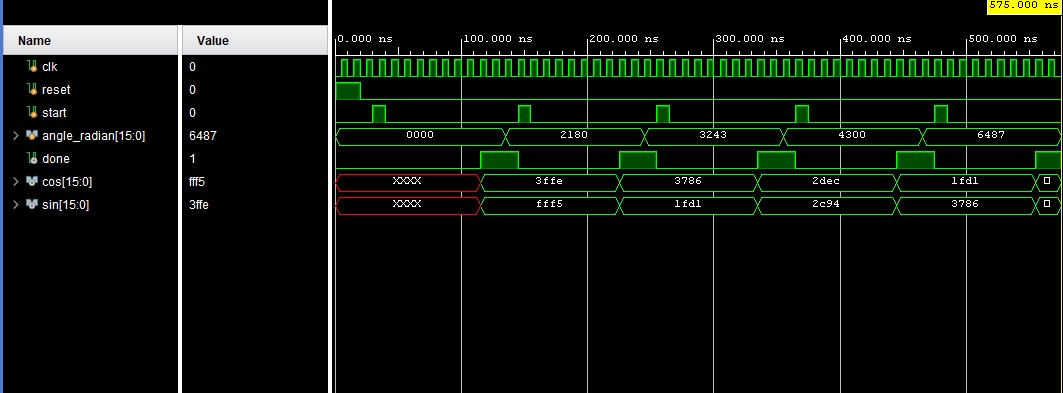 575.000 ns
Name Value 0.000 ns 100.000 ns 200.000 ns 300.000 ns 400.000 ns 500.000 ns
clk 0
reset 0
start 0
angle_radian[15:0] 6487 0000 2180 3243 4300 6487
done 1
cos[15:0] fff5 XXXX 3ffe 3786 2dec 1fd1
sin[15:0] 3ffe XXXX fff5 1fd1 2c94 3786